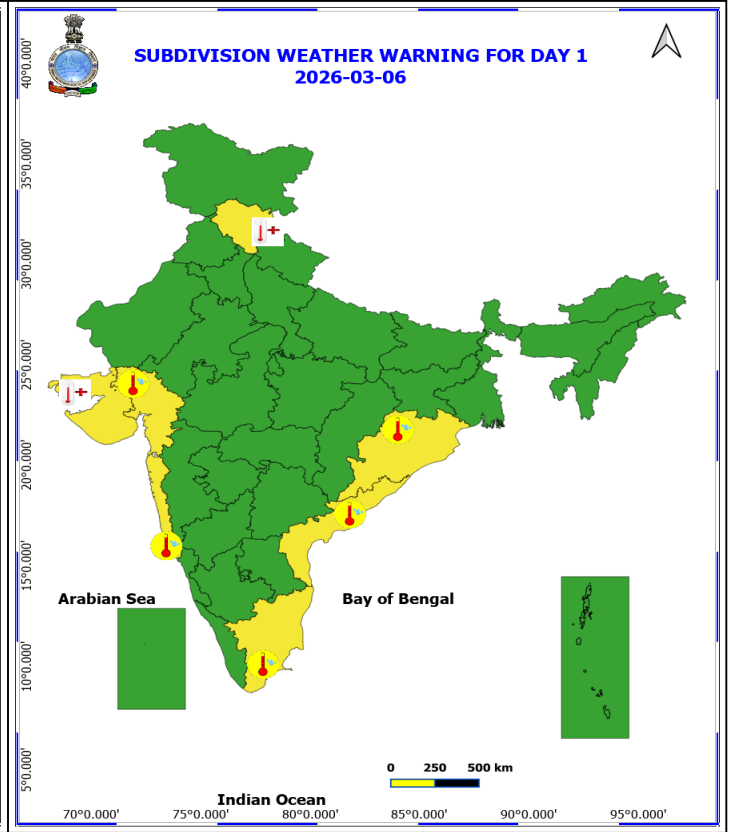 SUBDIVISION WEATHER WARNING FOR DAY 1
2026-03-06
40°0.000'
35°0.000'
30°0.000'
25°0.000'
20°0.000'
15°0.000'
10°0.000'
5°0.000'
Arabian Sea
Bay of Bengal
0 250 500 km
Indian Ocean
70°0.000' 75°0.000' 80°0.000' 85°0.000' 90°0.000' 95°0.000'